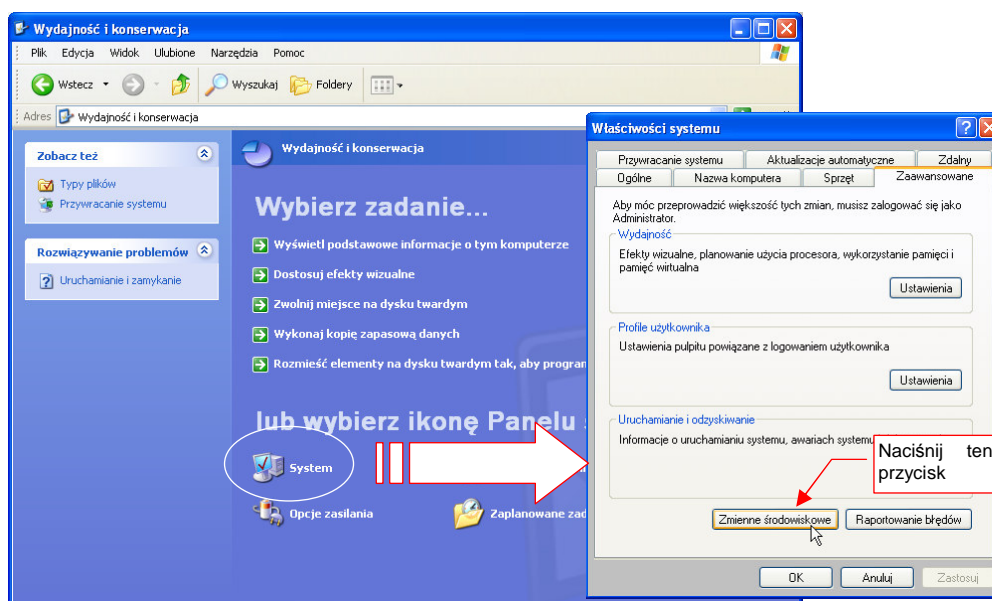 Wydajność i konserwacja
Plik Edycja Widok Ulubione Narzędzia Pomoc
Wstecz Wyszukaj Foldery
Adres Wydajność i konserwacja
Zobacz też
Typy plików
Przywracanie systemu
Rozwiązywanie problemów
Uruchamianie i zamykanie
Wydajność i konserwacja
Wybierz zadanie...
Wyświetl podstawowe informacje o tym komputerze
Dostosuj efekty wizualne
Zwolnij miejsce na dysku twardym
Wykonaj kopię zapasową danych
Rozmieść elementy na dysku twardym tak, aby program
lub wybierz ikonę Panelu
System
Opcje zasilania
Zaplanowane zad
Właściwości systemu
Przywracanie systemu Aktualizacje automatyczne Zdalny
Ogólne Nazwa komputera Sprzęt Zaawansowane
Aby móc przeprowadzić większość tych zmian, musisz zalogować się jako
Administrator.
Wydajność
Efekty wizualne, planowanie użycia procesora, wykorzystanie pamięci i
pamięć wirtualna
Ustawienia
Profile użytkownika
Ustawienia pulpitu powiązane z logowaniem użytkownika
Ustawienia
Uruchamianie i odzyskiwanie
Informacje o uruchamianiu systemu, awariach systemu
Naciśnij ten
przycisk
Zmienne środowiskowe Raportowanie błędów
OK Anuluj Zastosuj